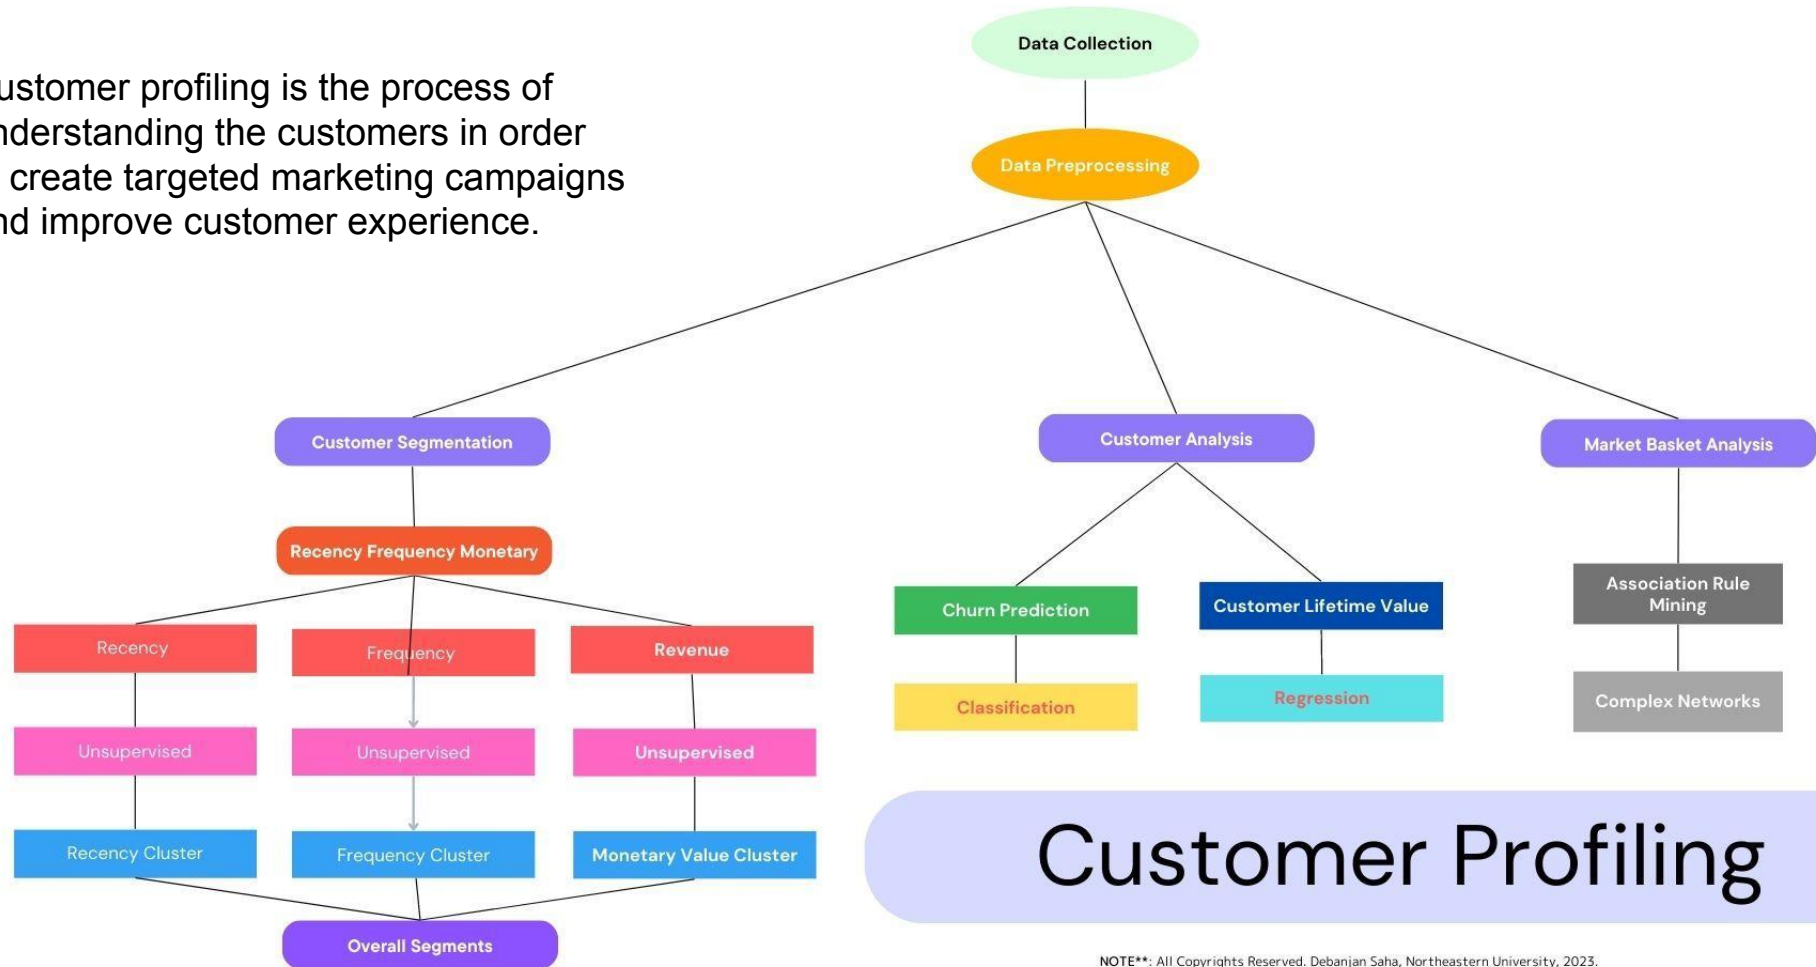 Data Collection
ustomer profiling is the process of
nderstanding the customers in order
create targeted marketing campaigns
nd improve customer experience.
Data Preprocessing
Customer Segmentation
Customer Analysis
Market Basket Analysis
Recency Frequency Monetary
Churn Prediction
Customer Lifetime Value
Association Rule
Mining
Recency
Frequency
Revenue
Classification
Regression
Complex Networks
Unsupervised
Unsupervised
Unsupervised
Recency Cluster
Frequency Cluster
Monetary Value Cluster
Customer Profiling
Overall Segments
NOTE**: All Copyrights Reserved. Debanjan Saha, Northeastern University, 2023.